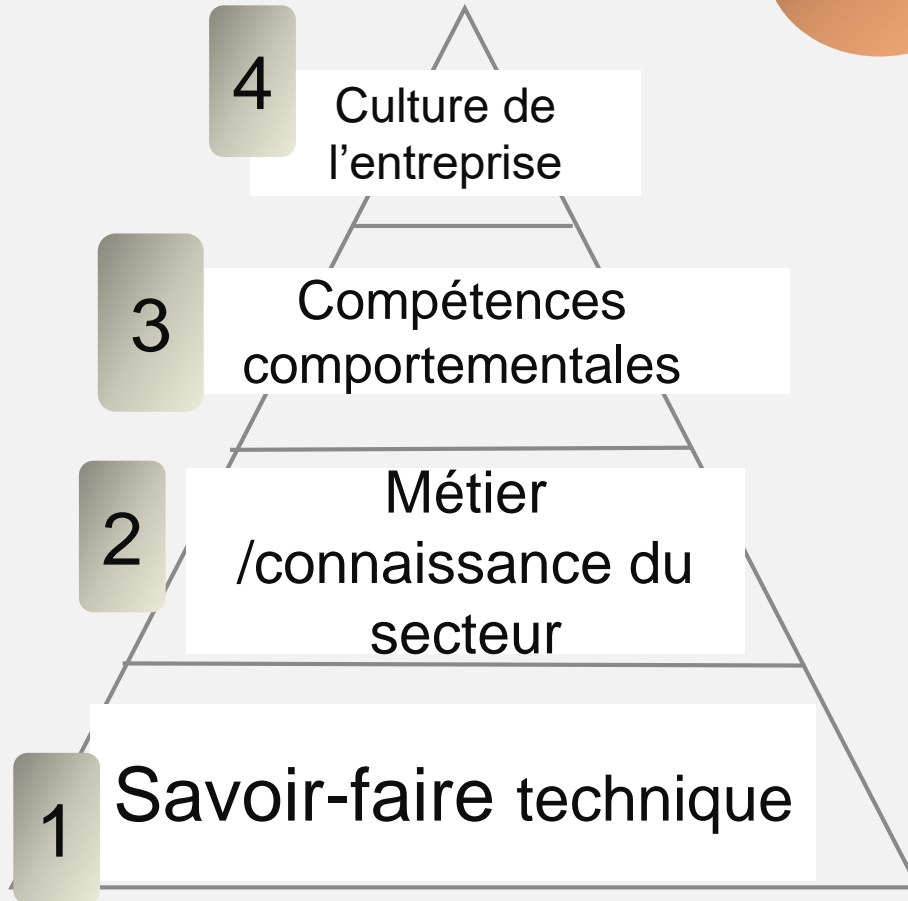 4
Culture de
l’entreprise
3
Compétences
comportementales
2
Métier
/connaissance du
secteur
1
Savoir-faire technique